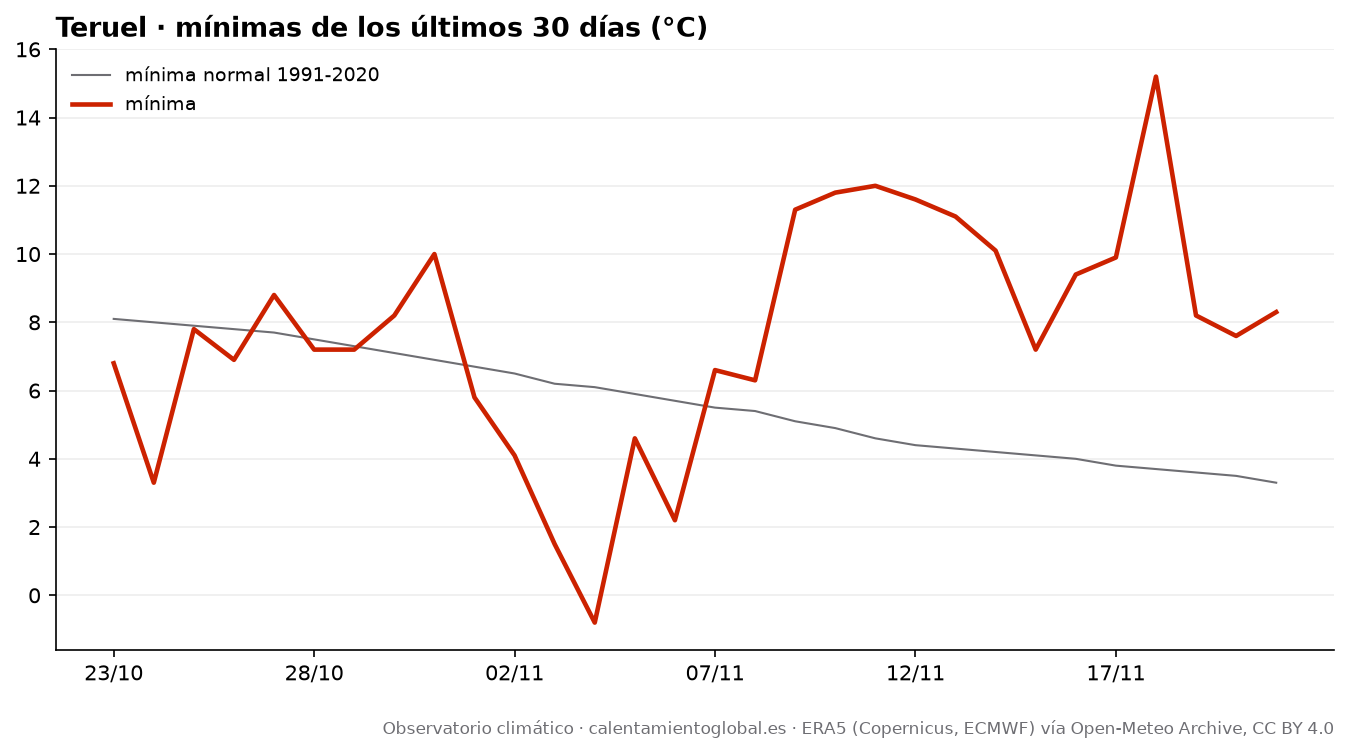 Teruel · mínimas de los últimos 30 días (°C)
16
14
12
10
8
6
4
2
0
mínima normal 1991-2020
mínima
23/10 28/10 02/11 07/11 12/11 17/11
Observatorio climático · calentamientoglobal.es · ERA5 (Copernicus, ECMWF) vía Open-Meteo Archive, CC BY 4.0